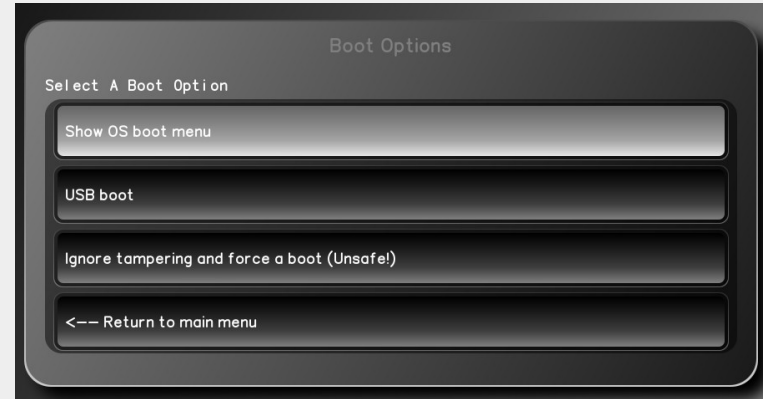 Boot Options
Select A Boot Option
Show OS boot menu
USB boot
Ignore tampering and force a boot (Unsafe!)
<-- Return to main menu